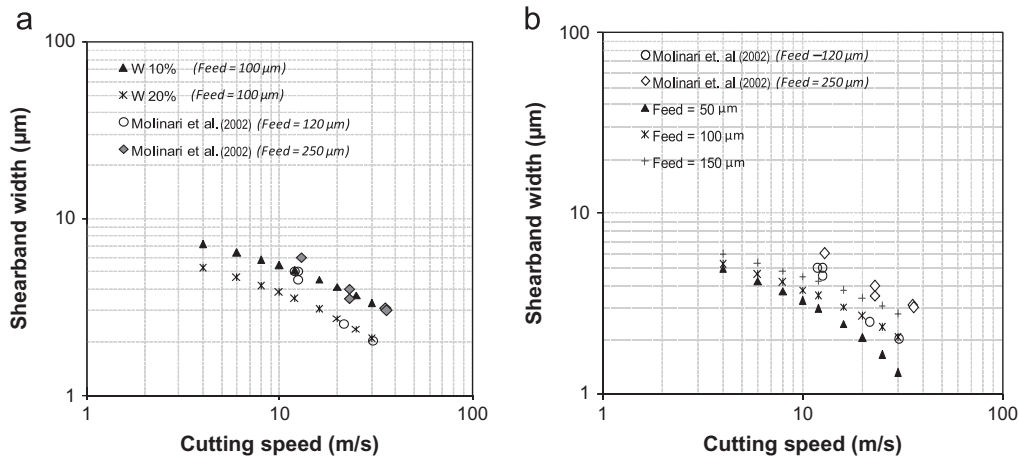 a
100
10
1
Shearband width (µm)
W 10% (Feed = 100 µm)
W 20% (Feed = 100 µm)
Molinari et al. (2002) (Feed = 120 µm)
Molinari et al. (2002) (Feed = 250 µm)
1 10 100
Cutting speed (m/s)
b
100
10
1
Shearband width (µm)
Molinari et. al (2002) (Feed –120 µm)
Molinari et. al (2002) (Feed = 250 µm)
Feed = 50 µm
Feed = 100 µm
Feed = 150 µm
1 10 100
Cutting speed (m/s)